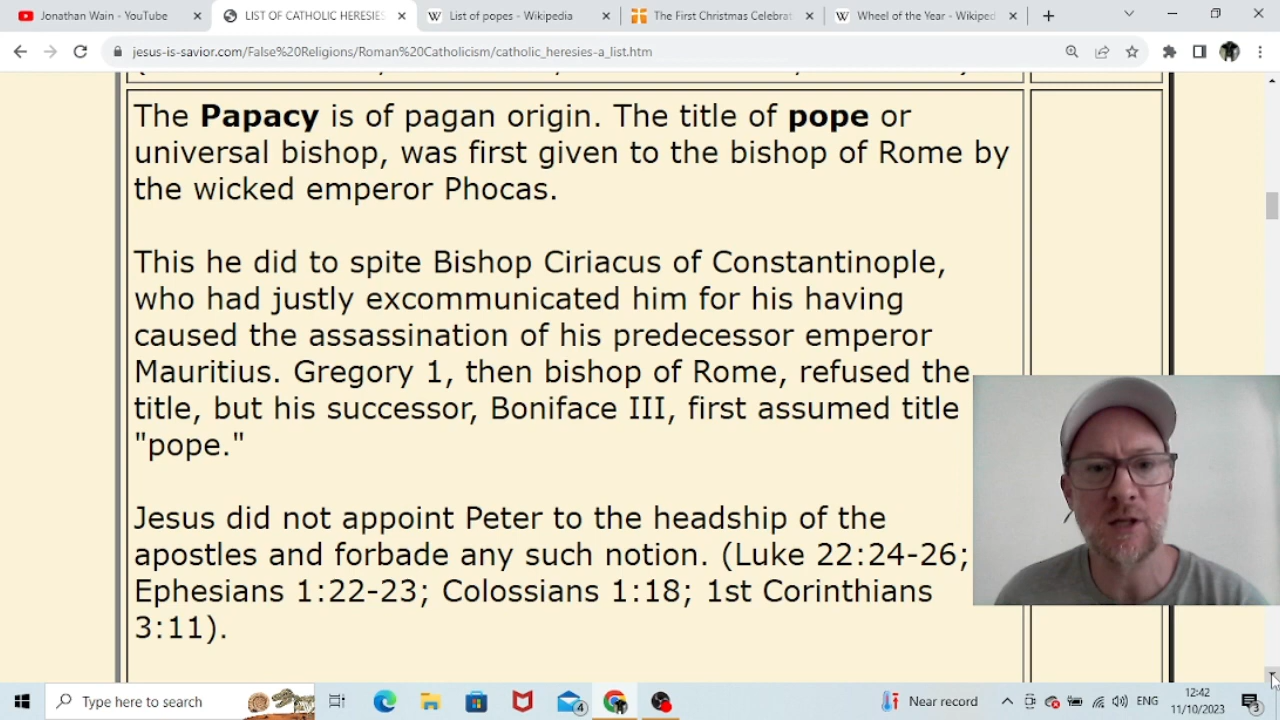 Jonathan Wain - YouTube
LIST OF CATHOLIC HERESIES
List of popes - Wikipedia
The First Christmas Celebrat
Wheel of the Year - Wikiped
jesus-is-savior.com/False%20Religions/Roman%20Catholicism/catholic_heresies-a_list.htm
The Papacy is of pagan origin. The title of pope or
universal bishop, was first given to the bishop of Rome by
the wicked emperor Phocas.
This he did to spite Bishop Ciriacus of Constantinople,
who had justly excommunicated him for his having
caused the assassination of his predecessor emperor
Mauritius. Gregory 1, then bishop of Rome, refused the
title, but his successor, Boniface III, first assumed title
"pope."
Jesus did not appoint Peter to the headship of the
apostles and forbade any such notion. (Luke 22:24-26;
Ephesians 1:22-23; Colossians 1:18; 1st Corinthians
3:11).
Type here to search
4
Near record
ENG
12:42
11/10/2023
3